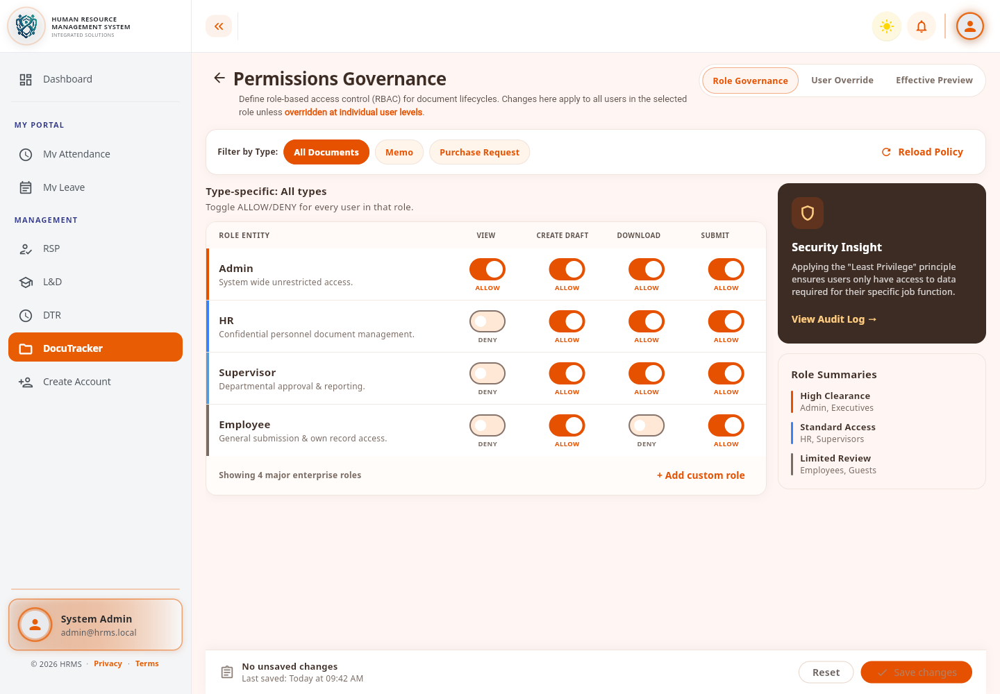 HUMAN RESOURCE
MANAGEMENT SYSTEM
INTEGRATED SOLUTIONS
Dashboard
MY PORTAL
My Attendance
My Leave
MANAGEMENT
RSP
L&D
DTR
DocuTracker
Create Account
System Admin
admin@hrms.local
© 2026 HRMS · Privacy · Terms
Permissions Governance
Define role-based access control (RBAC) for document lifecycles. Changes here apply to all users in the selected
role unless overridden at individual user levels.
Role Governance User Override Effective Preview
Filter by Type: All Documents Memo Purchase Request Reload Policy
Type-specific: All types
Toggle ALLOW/DENY for every user in that role.
ROLE ENTITY VIEW CREATE DRAFT DOWNLOAD SUBMIT
Admin
System wide unrestricted access.
ALLOW ALLOW ALLOW ALLOW
HR
Confidential personnel document management.
DENY ALLOW ALLOW ALLOW
Supervisor
Departmental approval & reporting.
DENY ALLOW ALLOW ALLOW
Employee
General submission & own record access.
DENY ALLOW DENY ALLOW
Showing 4 major enterprise roles + Add custom role
Security Insight
Applying the "Least Privilege" principle
ensures users only have access to data
required for their specific job function.
View Audit Log →
Role Summaries
High Clearance
Admin, Executives
Standard Access
HR, Supervisors
Limited Review
Employees, Guests
No unsaved changes
Last saved: Today at 09:42 AM
Reset Save changes